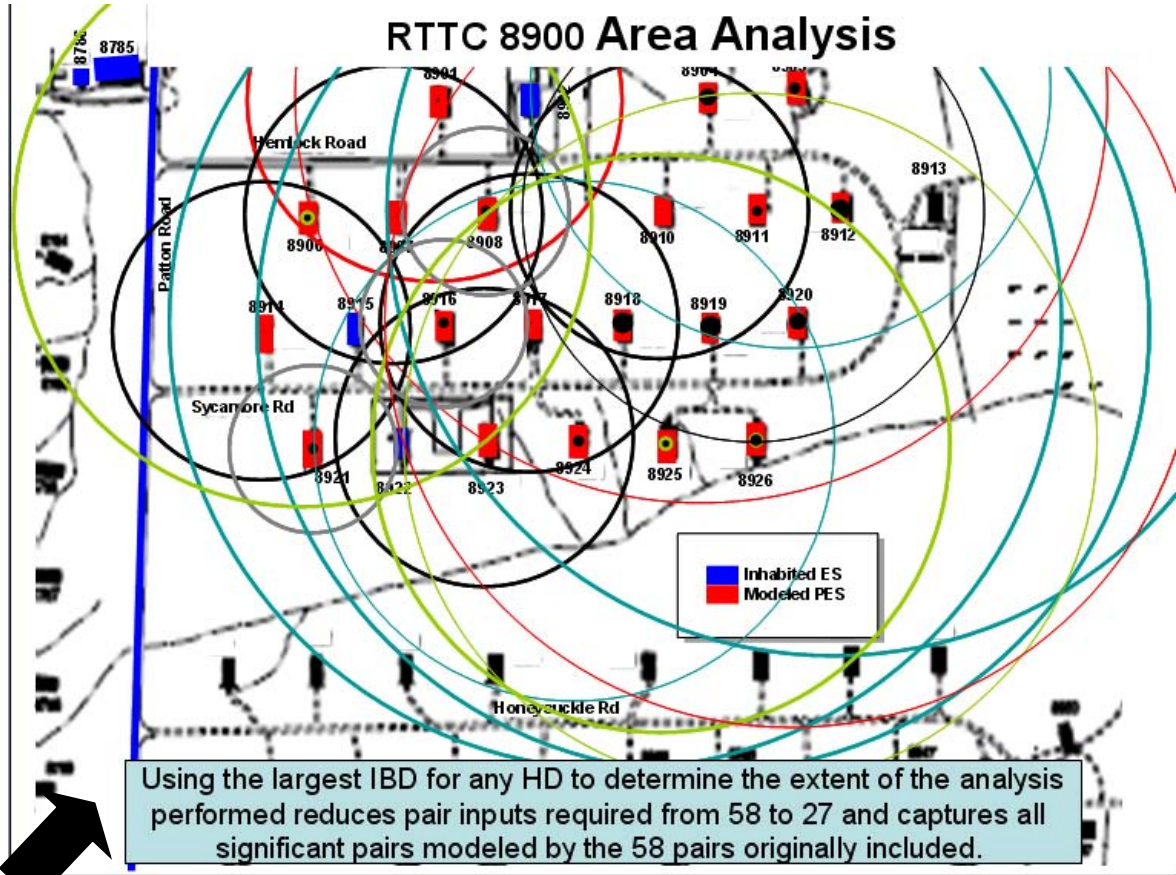 RTTC 8900 Area Analysis
8785
8901
8904
Hemlock Road
8913
Patton Road
8906
8908
8910
8911
8912
8914
8915
8916
8917
8918
8919
8920
Sycamore Rd
8921
8922
8923
8924
8925
8926
Inhabited ES
Modeled PES
Honeysuckle Rd
Using the largest IBD for any HD to determine the extent of the analysis
performed reduces pair inputs required from 58 to 27 and captures all
significant pairs modeled by the 58 pairs originally included.